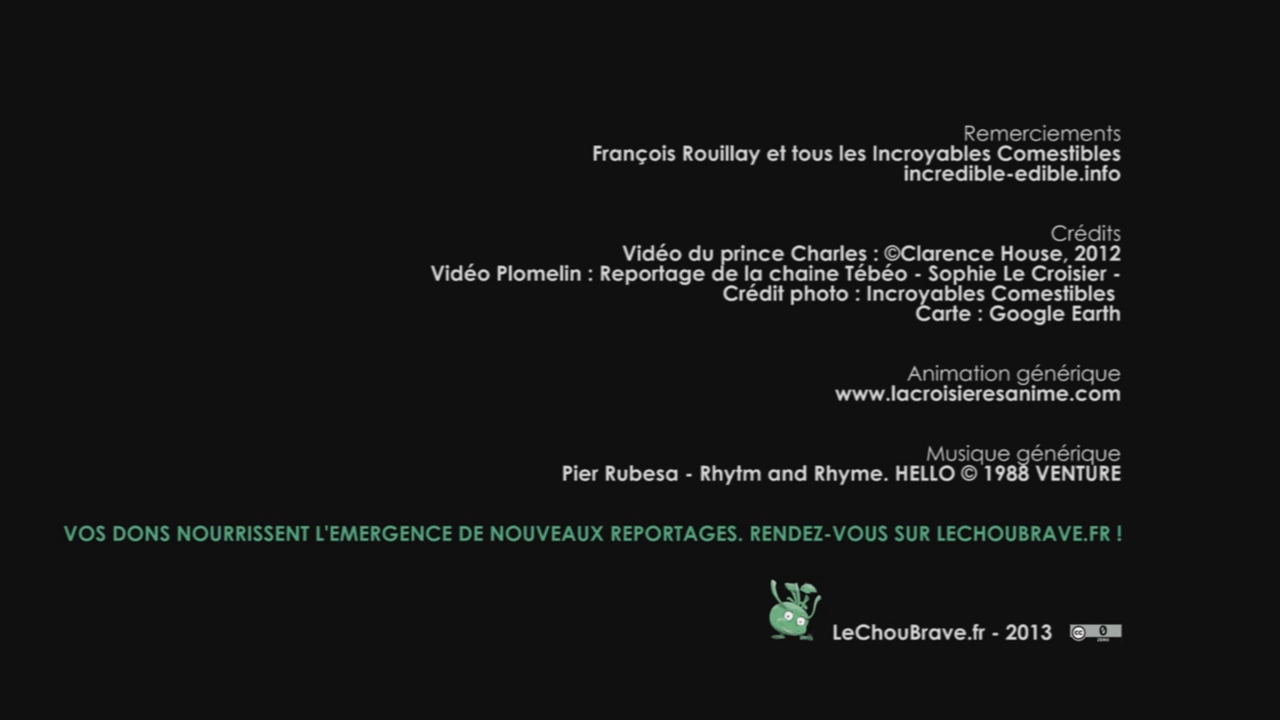 Remerciements
François Rouillay et tous les Incroyables Comestibles
incredible-edible.info
Crédits
Vidéo du prince Charles : ©Clarence House, 2012
Vidéo Plomelin : Reportage de la chaine Tébéo - Sophie Le Croisier -
Crédit photo : Incroyables Comestibles
Carte : Google Earth
Animation générique
www.lacroisieresanime.com
Musique générique
Pier Rubesa - Rhytm and Rhyme. HELLO © 1988 VENTURE
VOS DONS NOURRISSENT L'EMERGENCE DE NOUVEAUX REPORTAGES. RENDEZ-VOUS SUR LECHOUBRAVE.FR !
LeChouBrave.fr - 2013 cc 0
ZERO